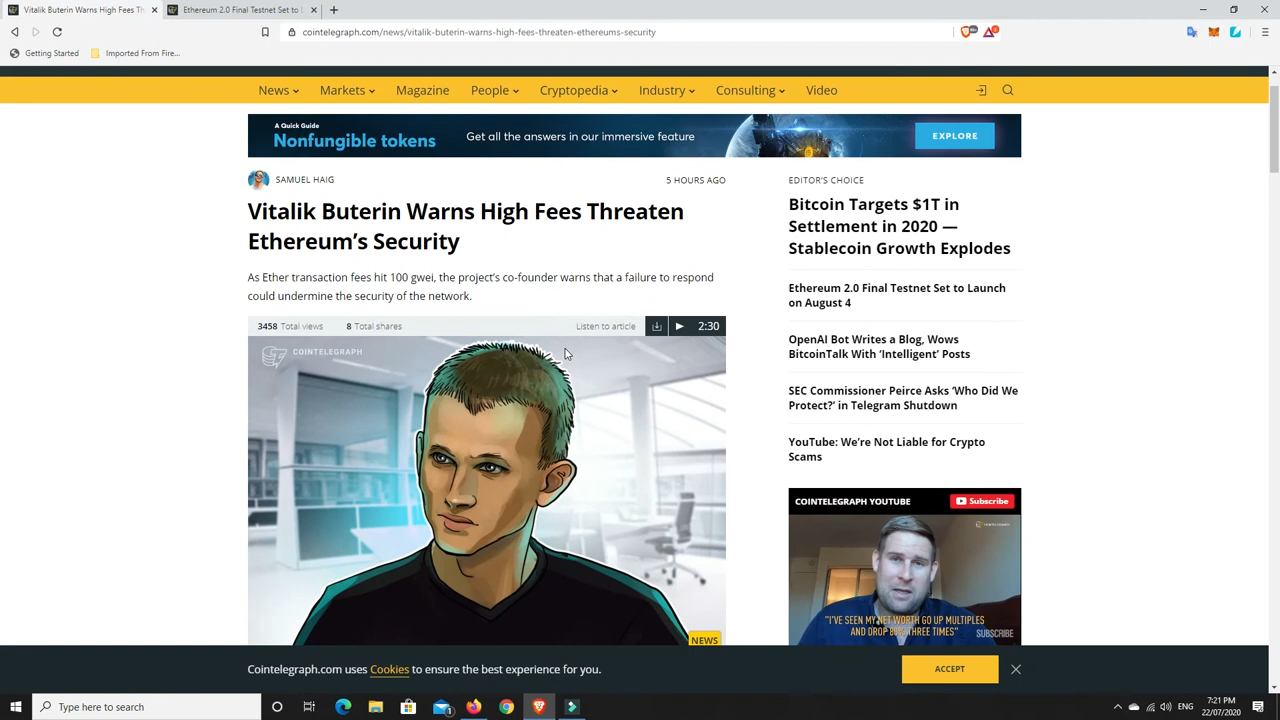 Vitalik Buterin Warns High Fees Th
Ethereum 2.0 Final Testnet Set to L
cointelegraph.com/news/vitalik-buterin-warns-high-fees-threaten-ethereums-security
Getting Started
Imported From Fire...
News
Markets
Magazine
People
Cryptopedia
Industry
Consulting
Video
A Quick Guide
Nonfungible tokens
Get all the answers in our immersive feature
EXPLORE
SAMUEL HAIG
5 HOURS AGO
Vitalik Buterin Warns High Fees Threaten
Ethereum's Security
As Ether transaction fees hit 100 gwei, the project's co-founder warns that a failure to respond
could undermine the security of the network.
3458 Total views
8 Total shares
Listen to article
2:30
COINTELEGRAPH
NEWS
EDITOR'S CHOICE
Bitcoin Targets $1T in
Settlement in 2020 —
Stablecoin Growth Explodes
Ethereum 2.0 Final Testnet Set to Launch
on August 4
OpenAI Bot Writes a Blog, Wows
BitcoinTalk With 'Intelligent' Posts
SEC Commissioner Peirce Asks 'Who Did We
Protect?' in Telegram Shutdown
YouTube: We're Not Liable for Crypto
Scams
COINTELEGRAPH YOUTUBE
Subscribe
"I'VE SEEN MY NET WORTH GO UP MULTIPLES
AND DROP 80% THREE TIMES"
SUBSCRIBE
Cointelegraph.com uses Cookies to ensure the best experience for you.
ACCEPT
Type here to search
ENG
7:21 PM
22/07/2020